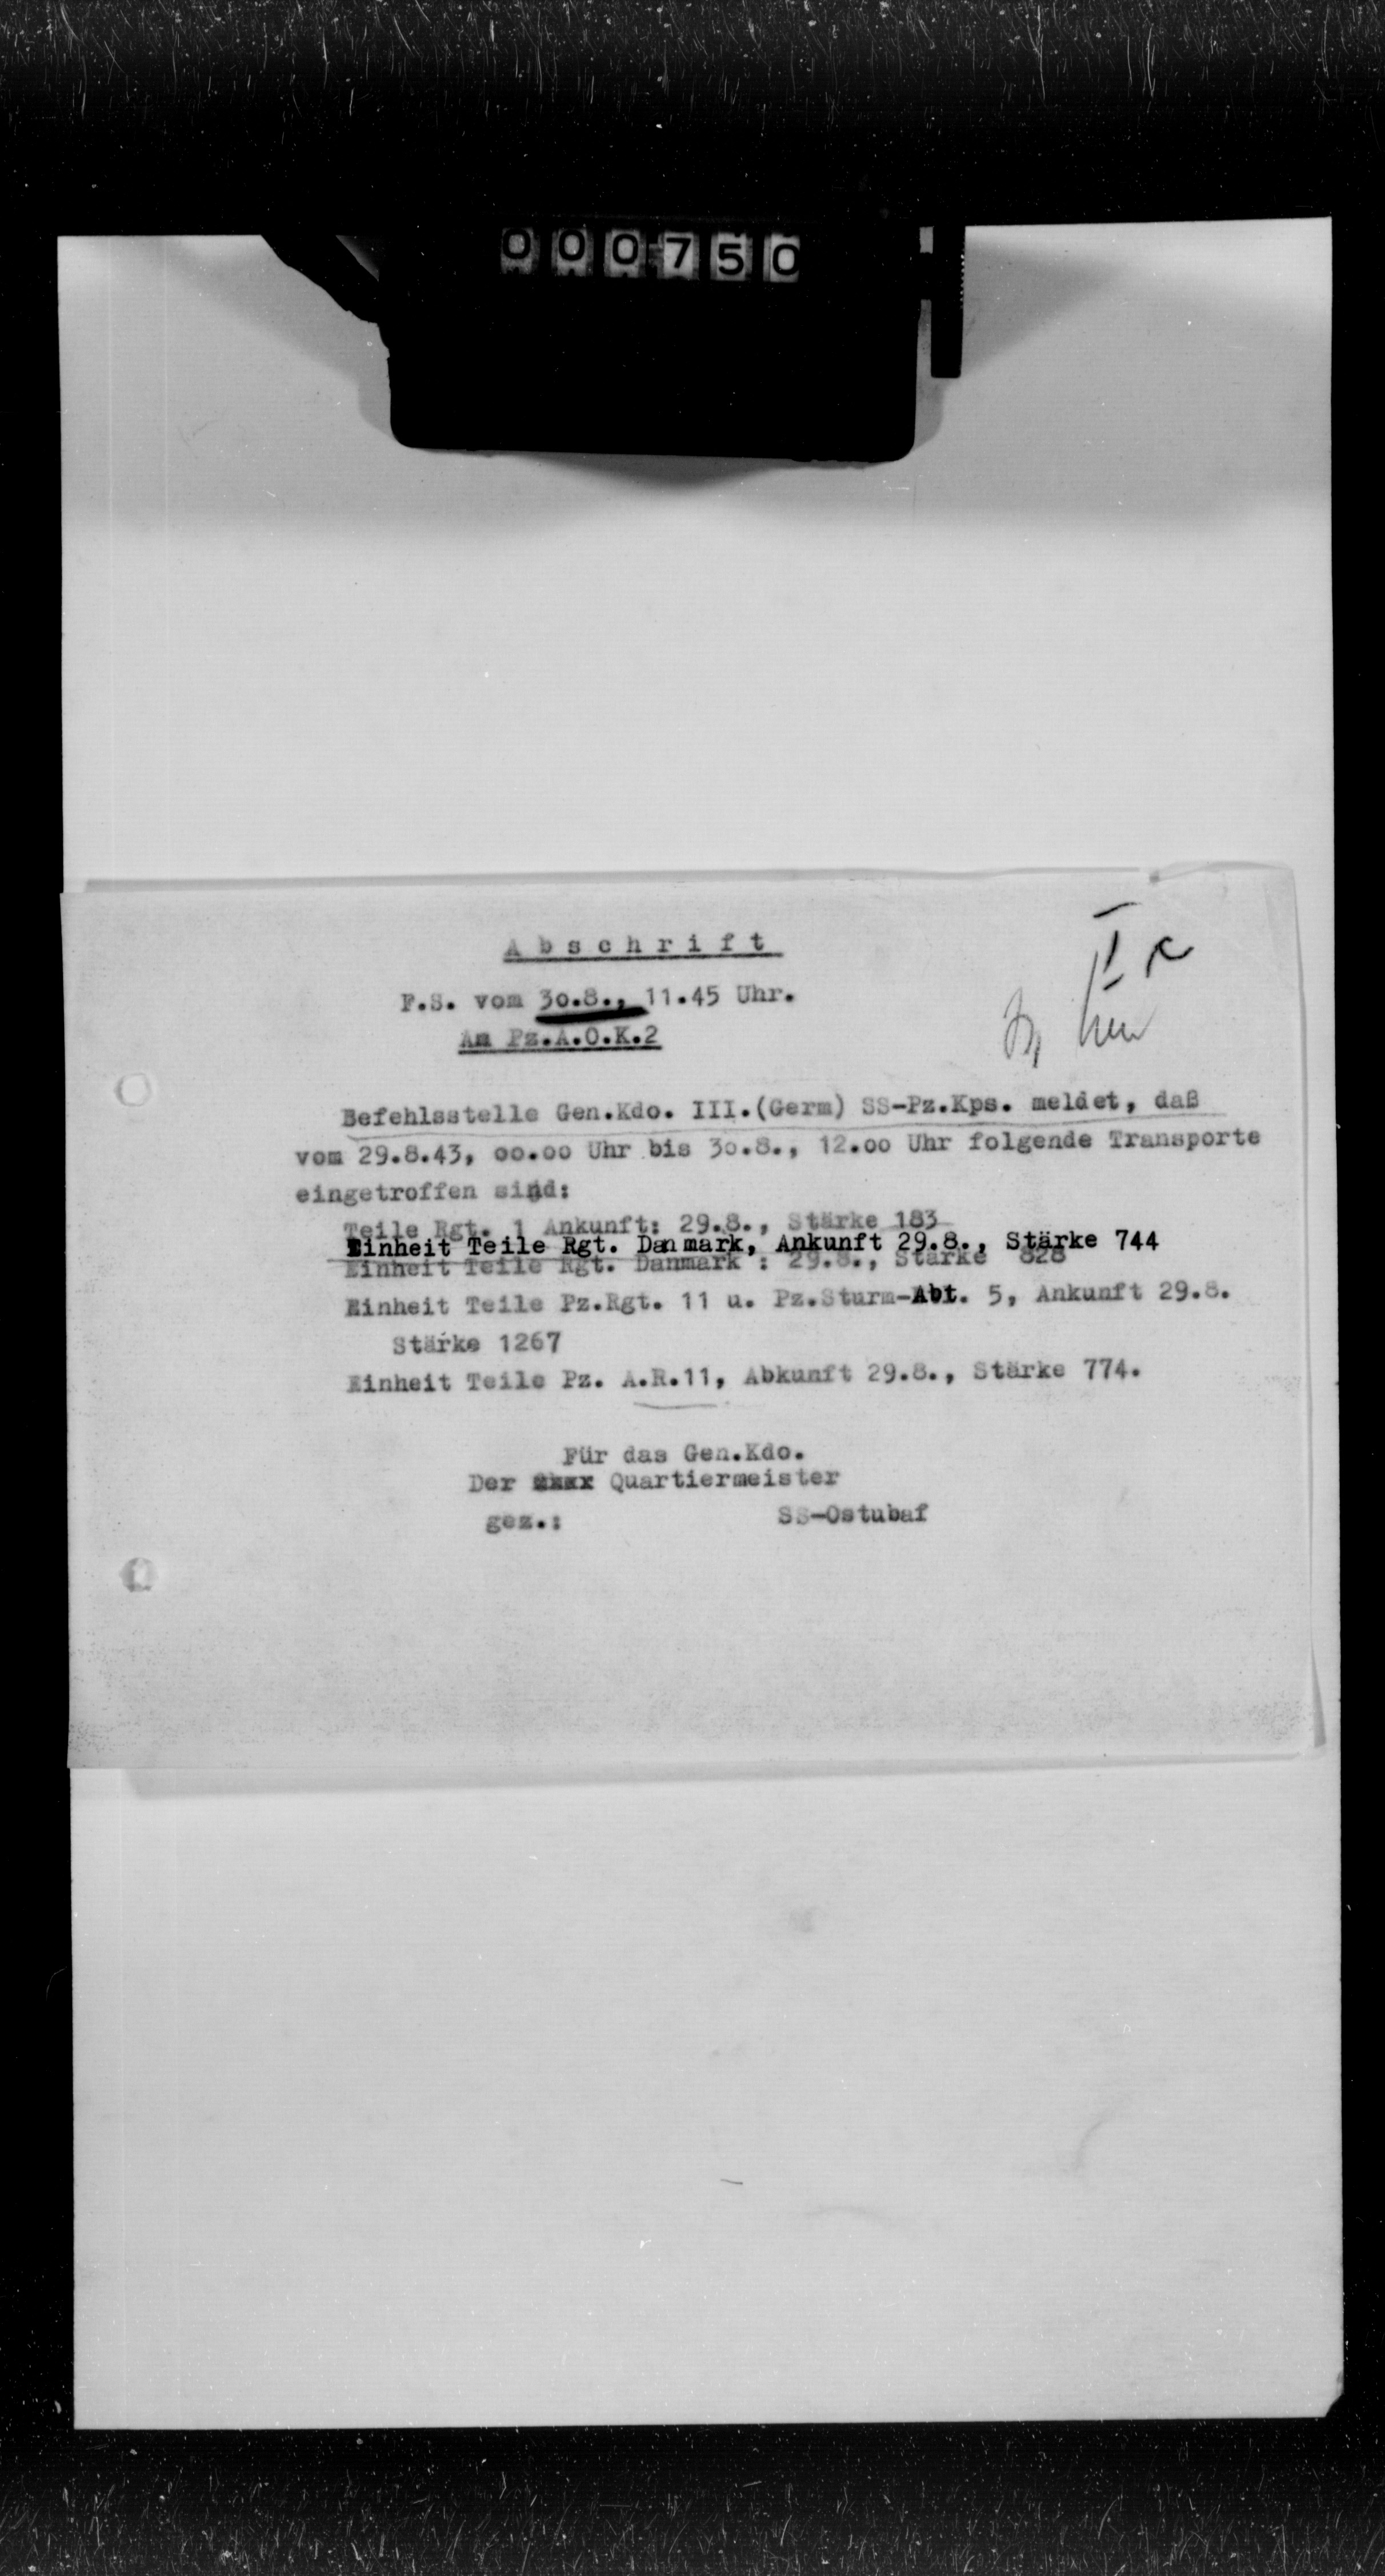 000750
Abschrift
F.S. vom 30.8., 11.45 Uhr.
An Pz.A.O.K.2
Befehlsstelle Gen.Kdo. III.(Germ) SS-Pz.Kps. meldet, daß
vom 29.8.43, oo.oo Uhr bis 30.8., 12.oo Uhr folgende Transporte
eingetroffen sind:
Teile Rgt. 1 Ankunft: 29.8., Stärke 183
Einheit Teile Rgt. Danmark, Ankunft 29.8., Stärke 744
Einheit Teile Rgt. Danmark : 29.8., Stärke 828
Einheit Teile Pz.Rgt. 11 u. Pz.Sturm-Abt. 5, Ankunft 29.8.
Stärke 1267
Einheit Teile Pz. A.R.11, Abkunft 29.8., Stärke 774.
Für das Gen.Kdo.
Der Quartiermeister
gez.: SS-Ostubaf